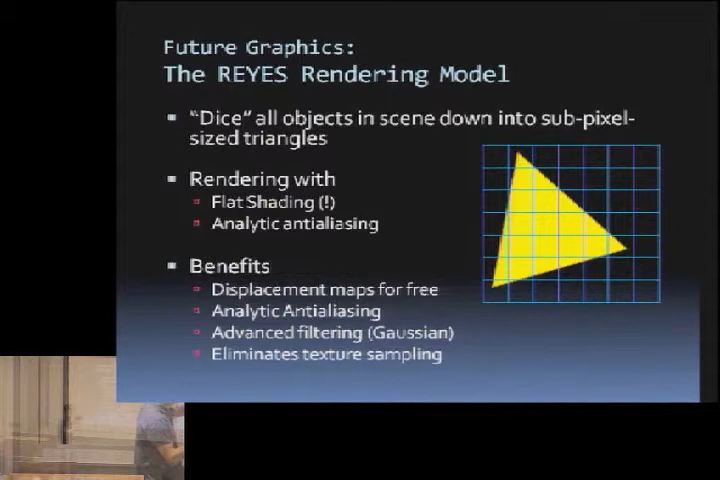 Future Graphics:
The REYES Rendering Model
"Dice" all objects in scene down into sub-pixel-
sized triangles
Rendering with
Flat Shading (!)
Analytic antialiasing
Benefits
Displacement maps for free
Analytic Antialiasing
Advanced filtering (Gaussian)
Eliminates texture sampling